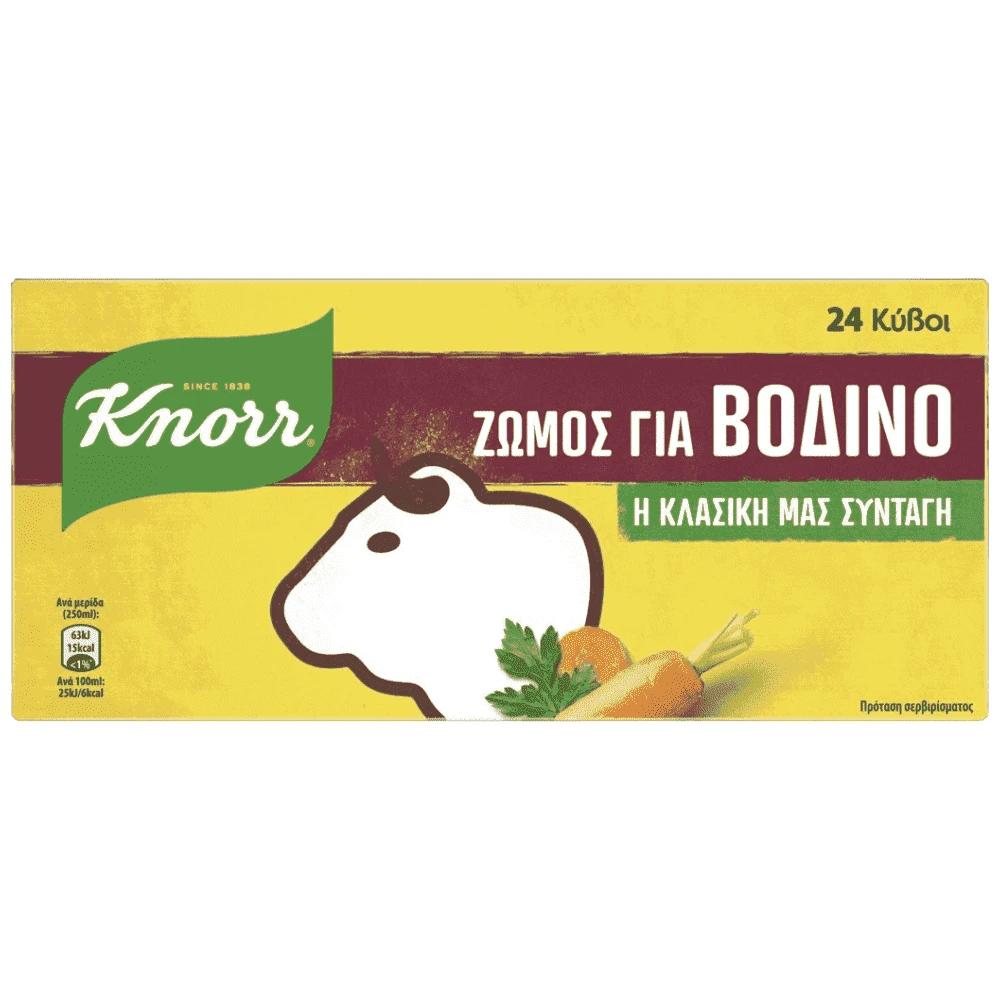 24 Κύβοι
SINCE 1838
Knorr®
ΖΩΜΟΣ ΓΙΑ ΒΟΔΙΝΟ
Η ΚΛΑΣΙΚΗ ΜΑΣ ΣΥΝΤΑΓΗ
Ανά μερίδα
(250ml):
63kJ
15kcal
<1%*
Ανά 100ml:
25kJ/6kcal
Πρόταση σερβιρίσματος